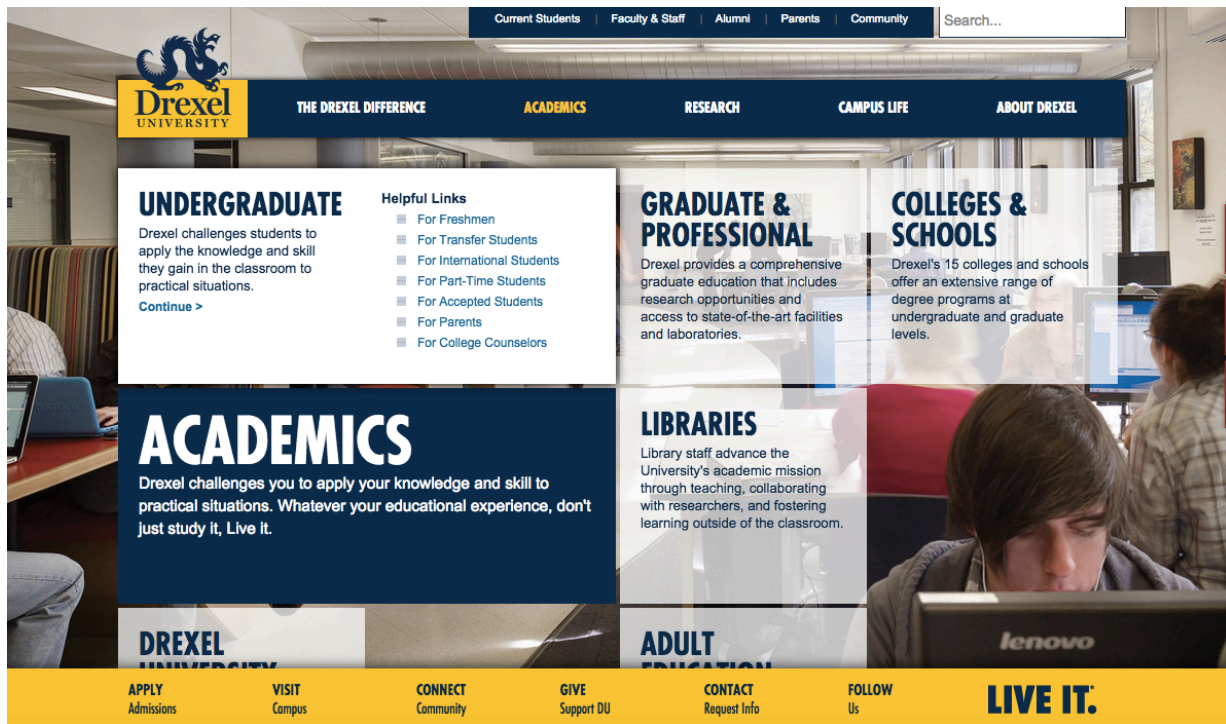 Current Students | Faculty & Staff | Alumni | Parents | Community
Search...
Drexel
UNIVERSITY
THE DREXEL DIFFERENCE
ACADEMICS
RESEARCH
CAMPUS LIFE
ABOUT DREXEL
UNDERGRADUATE
Drexel challenges students to
apply the knowledge and skill
they gain in the classroom to
practical situations.
Continue >
Helpful Links
For Freshmen
For Transfer Students
For International Students
For Part-Time Students
For Accepted Students
For Parents
For College Counselors
GRADUATE &
PROFESSIONAL
Drexel provides a comprehensive
graduate education that includes
research opportunities and
access to state-of-the-art facilities
and laboratories.
COLLEGES &
SCHOOLS
Drexel's 15 colleges and schools
offer an extensive range of
degree programs at
undergraduate and graduate
levels.
ACADEMICS
Drexel challenges you to apply your knowledge and skill to
practical situations. Whatever your educational experience, don't
just study it, Live it.
LIBRARIES
Library staff advance the
University's academic mission
through teaching, collaborating
with researchers, and fostering
learning outside of the classroom.
DREXEL
UNIVERSITY
ADULT
EDUCATION
lenovo
APPLY
Admissions
VISIT
Campus
CONNECT
Community
GIVE
Support DU
CONTACT
Request Info
FOLLOW
Us
LIVE IT.